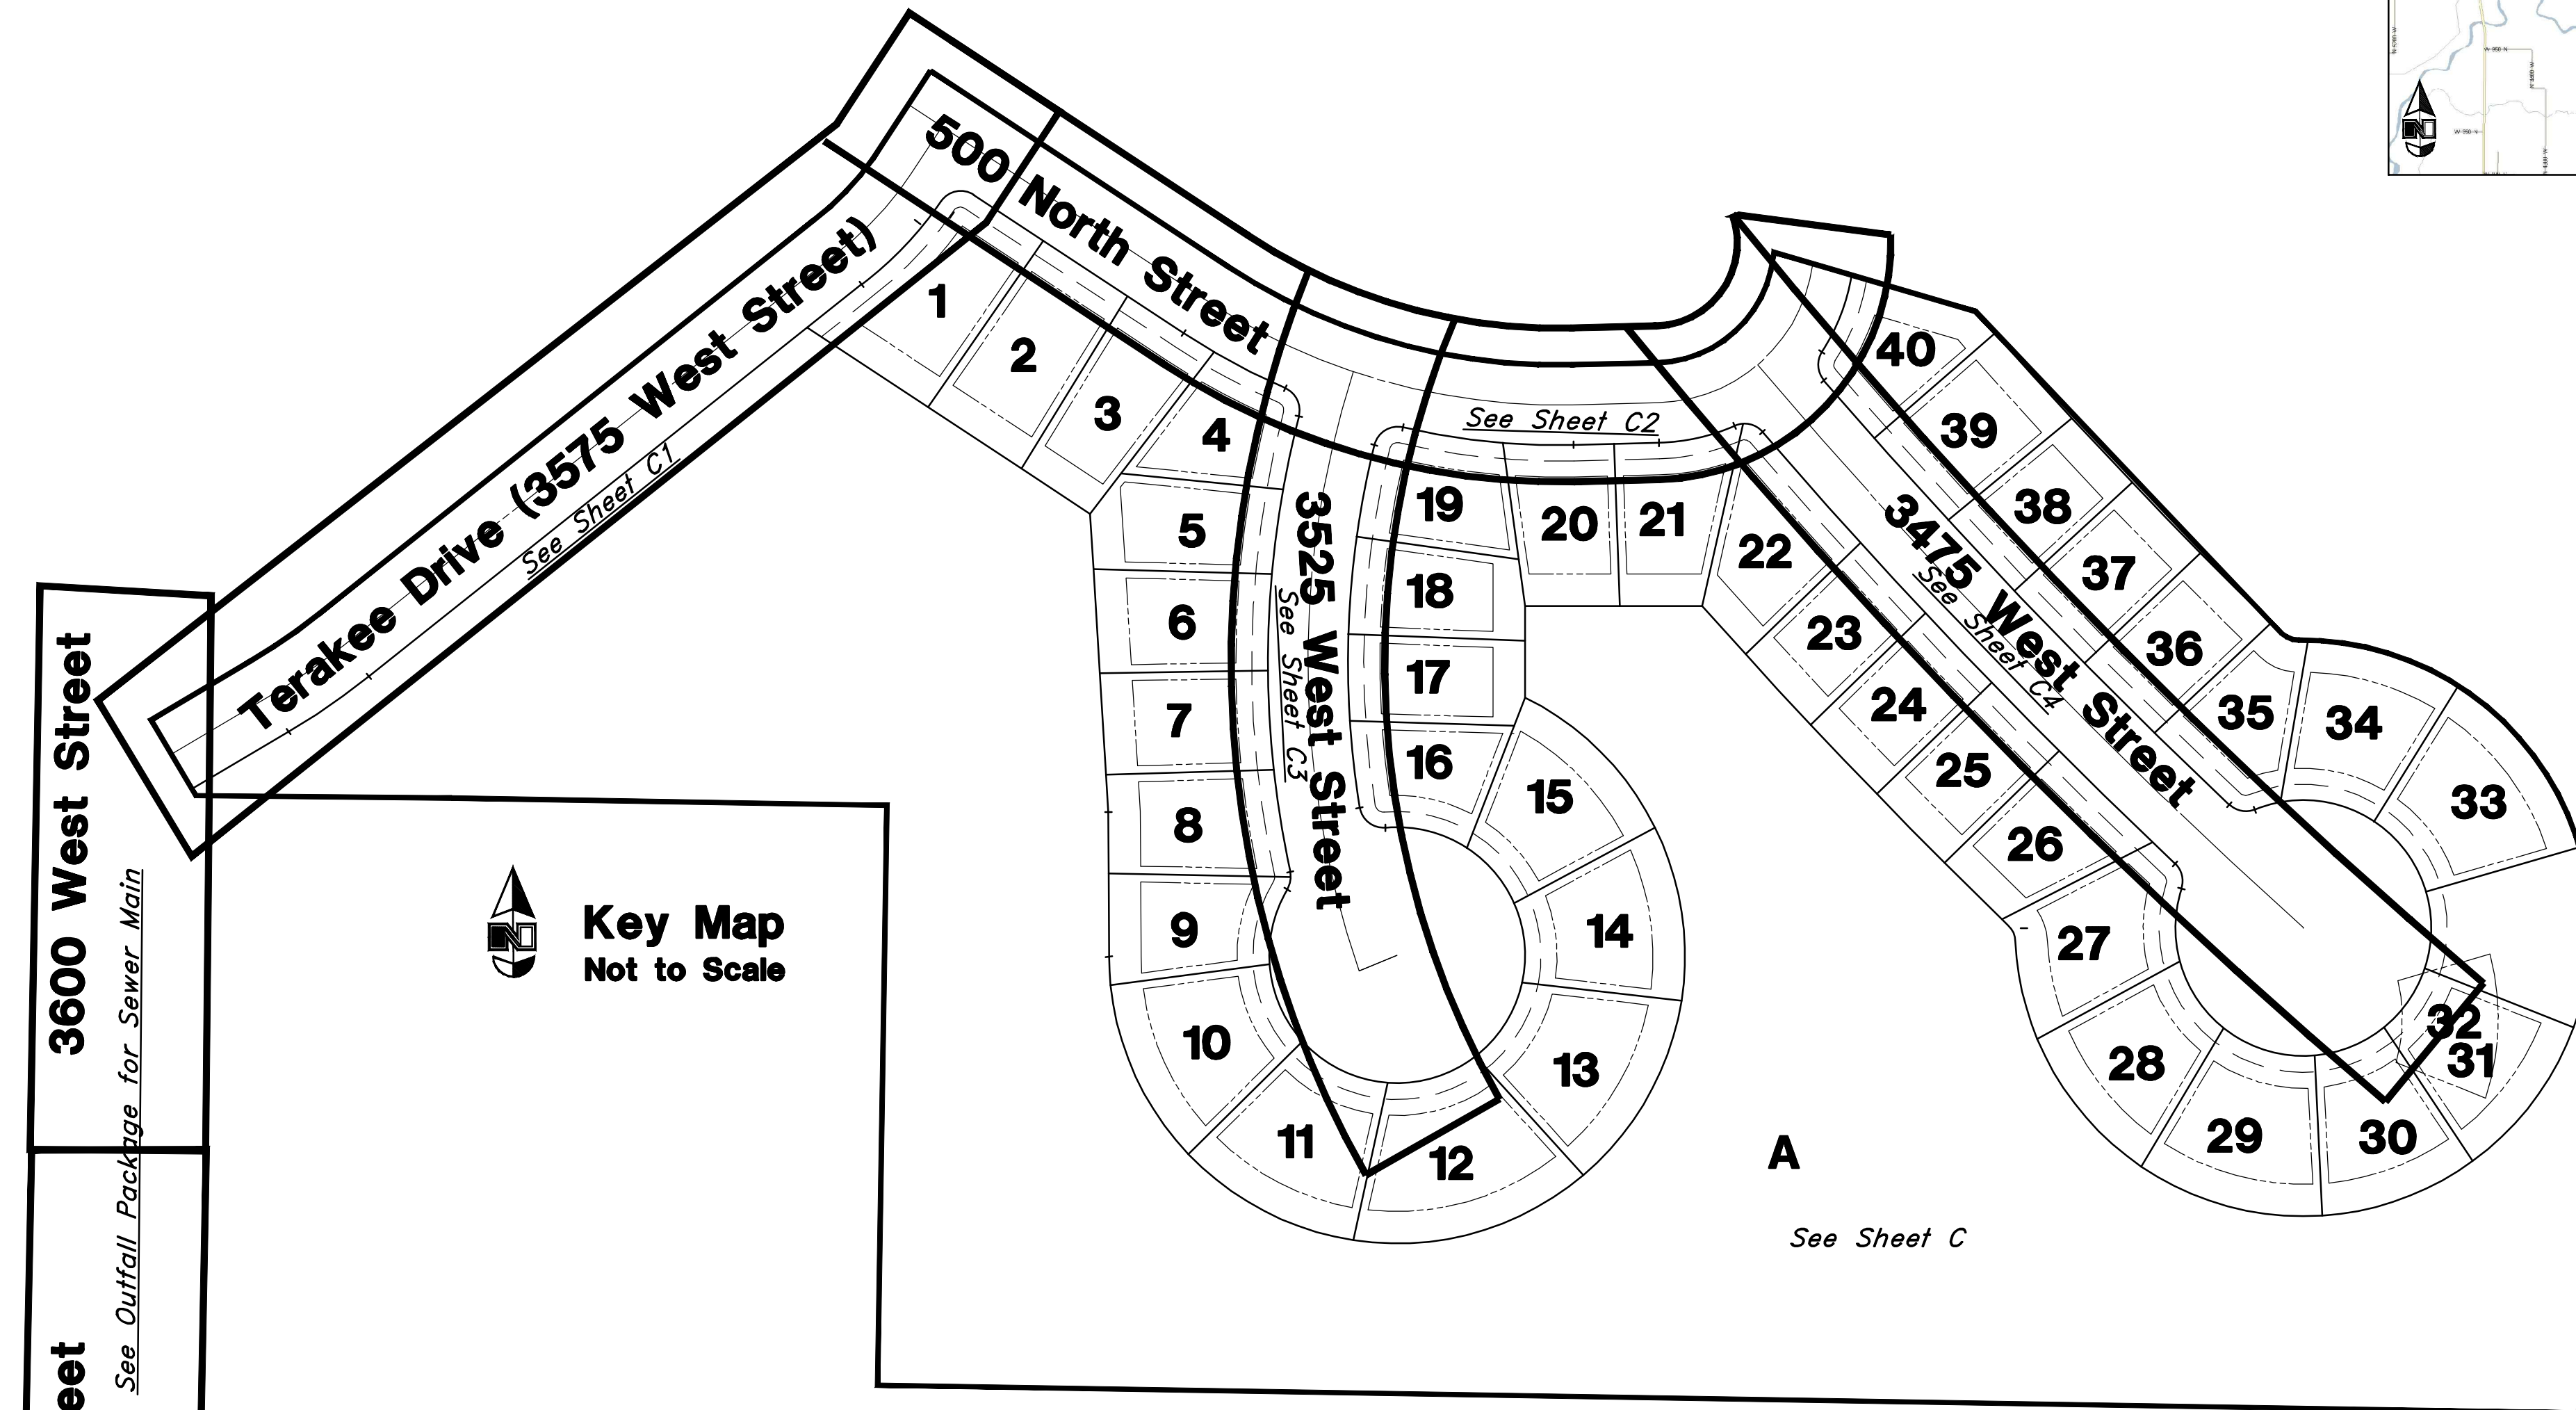 500 North Street
Terakee Drive (3575 West Street)
See Sheet C1
1
2
3
4
5
6
7
8
9
10
11
12
13
14
15
16
17
18
19
20
21
22
23
24
25
26
27
28
29
30
31
32
33
34
35
36
37
38
39
40
See Sheet C2
3525 West Street
See Sheet C3
3475 West Street
See Sheet C4
3600 West Street
See Outfall Package for Sewer Main
eet
N
Key Map
Not to Scale
A
See Sheet C
N
W 950 N
W 550 N